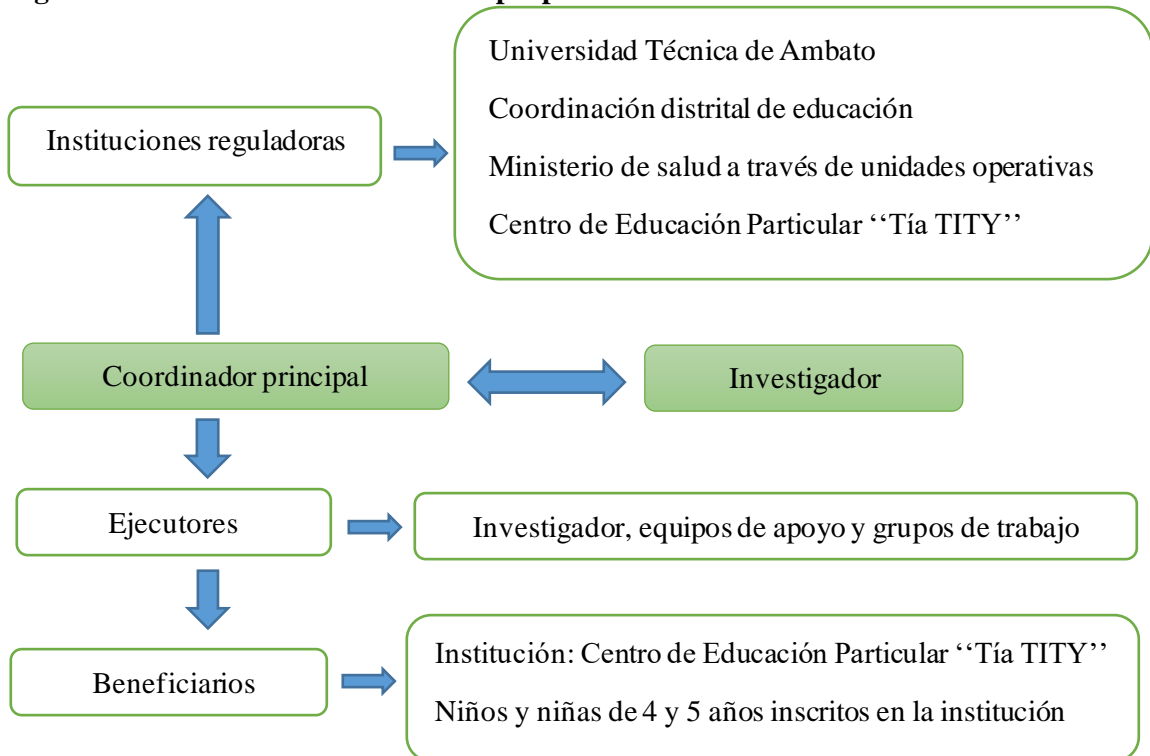 Universidad Técnica de Ambato
Coordinación distrital de educación
Instituciones reguladoras
Ministerio de salud a través de unidades operativas
Centro de Educación Particular ‘‘Tía TITY’’
Coordinador principal
Investigador
Ejecutores
Investigador, equipos de apoyo y grupos de trabajo
Beneficiarios
Institución: Centro de Educación Particular ‘‘Tía TITY’’
Niños y niñas de 4 y 5 años inscritos en la institución